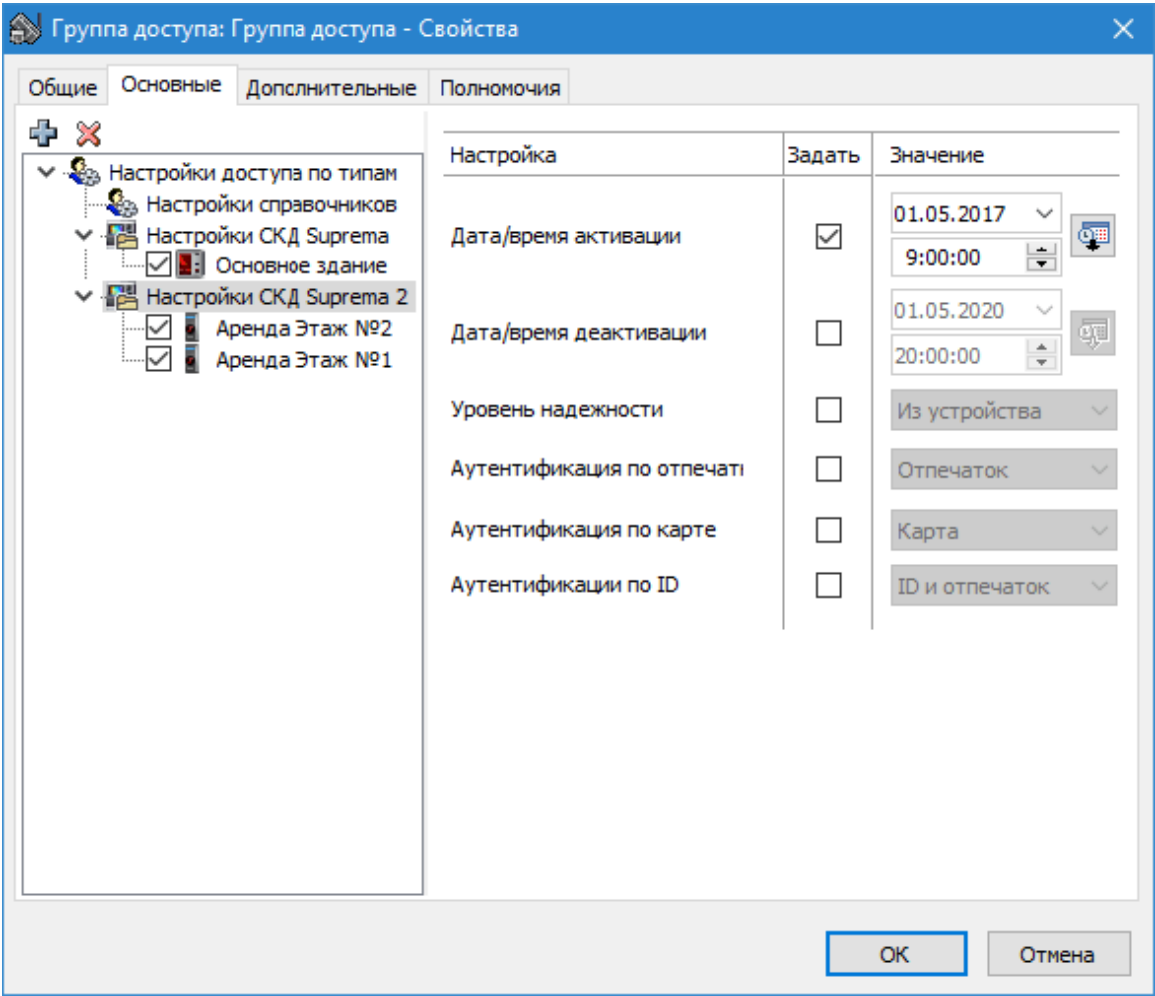 Группа доступа: Группа доступа - Свойства
Общие Основные Дополнительные Полномочия
Настройки доступа по типам
Настройки справочников
Настройки СКД Suprema
Основное здание
Настройки СКД Suprema 2
Аренда Этаж №2
Аренда Этаж №1
Настройка Задать Значение
Дата/время активации 01.05.2017
9:00:00
Дата/время деактивации 01.05.2020
20:00:00
Уровень надежности Из устройства
Аутентификация по отпечат Отпечаток
Аутентификация по карте Карта
Аутентификации по ID ID и отпечаток
OK Отмена